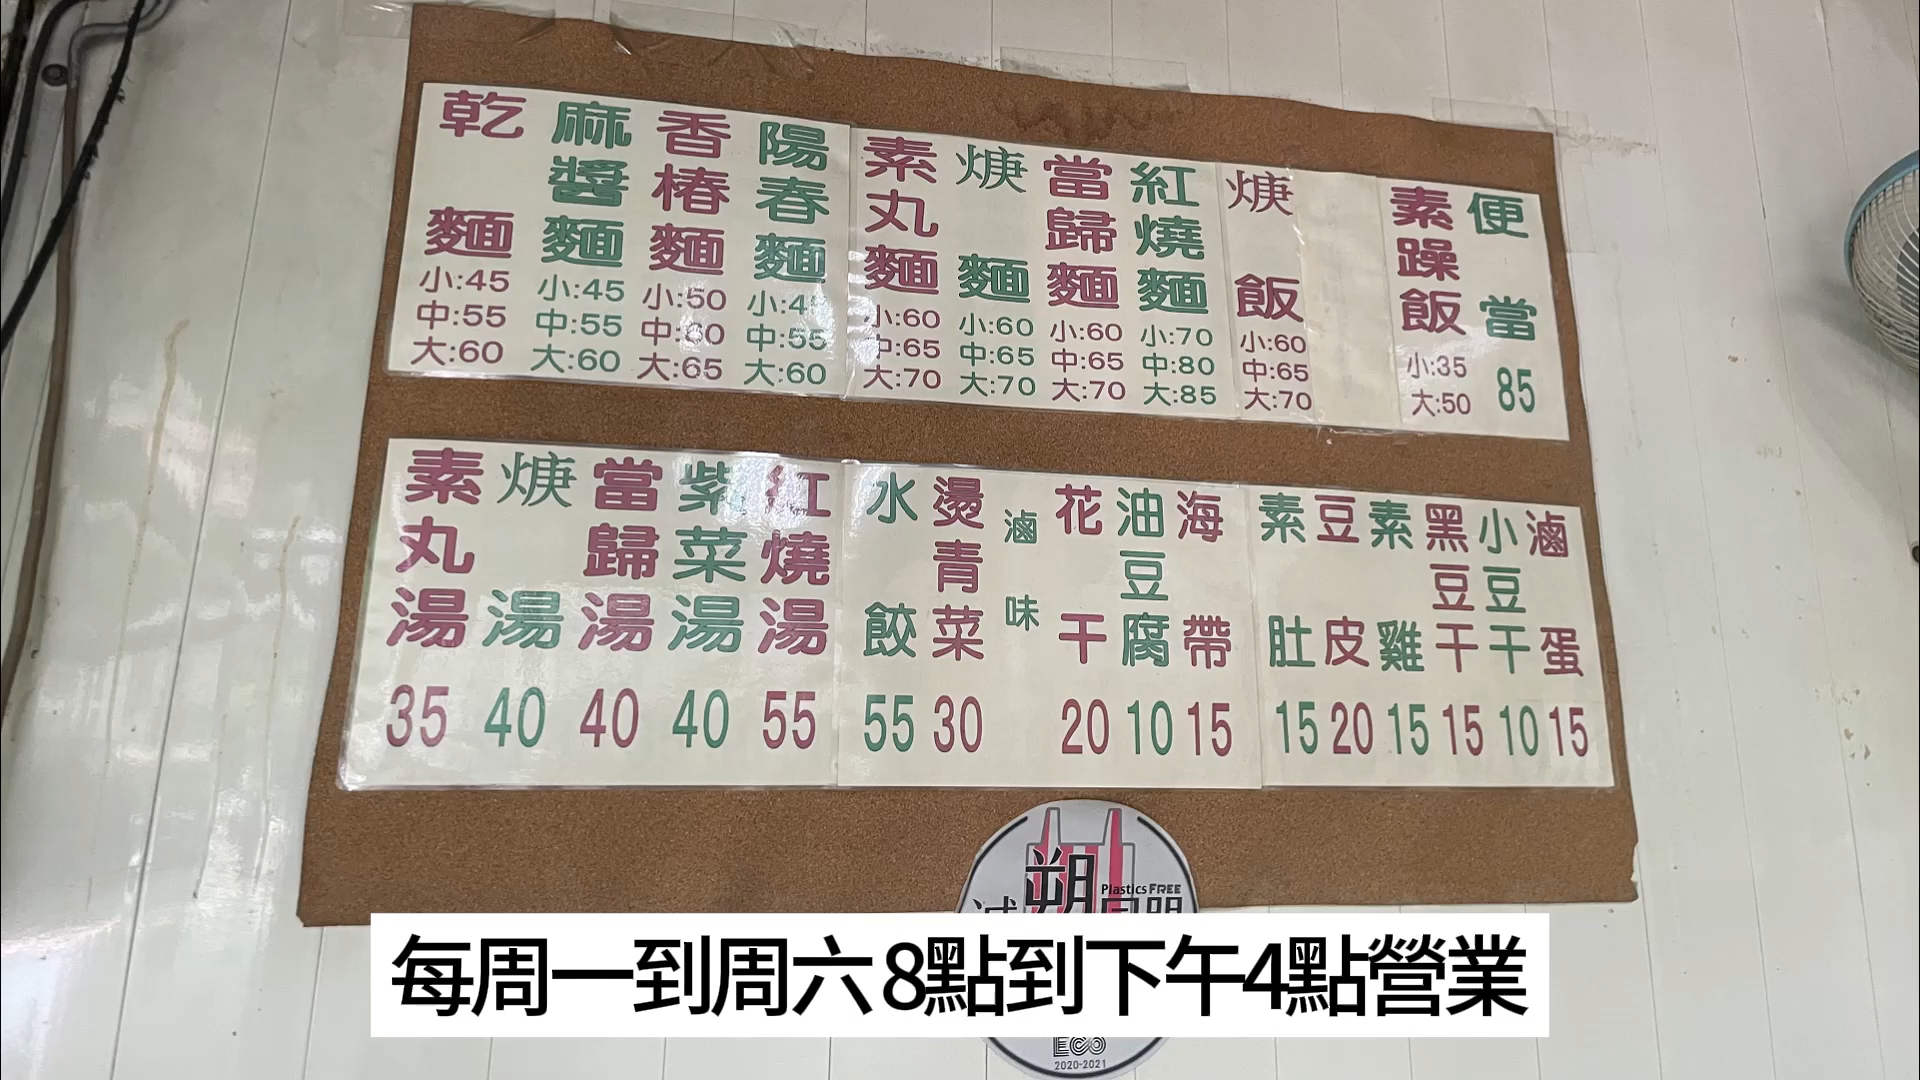 乾麵 小:45 中:55 大:60
麻醬麵 小:45 中:55 大:60
香椿麵 小:50 中:60 大:65
陽春麵 小:45 中:55 大:60
素丸麵 小:60 中:65 大:70
焿麵 小:60 中:65 大:70
當歸麵 小:60 中:65 大:70
紅燒麵 小:70 中:80 大:85
焿飯 小:60 中:65 大:70
素躁飯 小:35 大:50
便當 85
素丸湯 35
焿湯 40
當歸湯 40
紫菜湯 40
紅燒湯 55
水餃 55
燙青菜 30
滷味
花干 20
油豆腐 10
海帶 15
素肚 15
豆皮 20
素雞 15
黑豆干 15
小豆干 10
滷蛋 15
Plastics FREE
每周一到周六 8點到下午4點營業
ECO
2020-2021